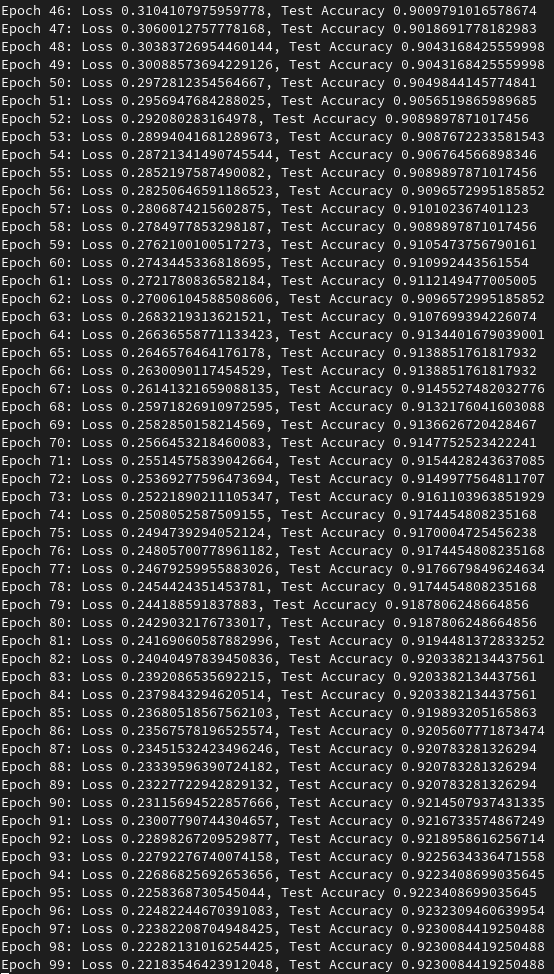 Epoch 46: Loss 0.3104107975959778, Test Accuracy 0.9009791016578674
Epoch 47: Loss 0.3060012757778168, Test Accuracy 0.9018691778182983
Epoch 48: Loss 0.30383726954460144, Test Accuracy 0.9043168425559998
Epoch 49: Loss 0.30088573694229126, Test Accuracy 0.9043168425559998
Epoch 50: Loss 0.2972812354564667, Test Accuracy 0.9049844145774841
Epoch 51: Loss 0.2956947684288025, Test Accuracy 0.9056519865989685
Epoch 52: Loss 0.292080283164978, Test Accuracy 0.9089897871017456
Epoch 53: Loss 0.28994041681289673, Test Accuracy 0.9087672233581543
Epoch 54: Loss 0.28721341490745544, Test Accuracy 0.906764566898346
Epoch 55: Loss 0.2852197587490082, Test Accuracy 0.9089897871017456
Epoch 56: Loss 0.28250646591186523, Test Accuracy 0.9096572995185852
Epoch 57: Loss 0.2806874215602875, Test Accuracy 0.910102367401123
Epoch 58: Loss 0.2784977853298187, Test Accuracy 0.9089897871017456
Epoch 59: Loss 0.2762100100517273, Test Accuracy 0.9105473756790161
Epoch 60: Loss 0.2743445336818695, Test Accuracy 0.910992443561554
Epoch 61: Loss 0.2721780836582184, Test Accuracy 0.9112149477005005
Epoch 62: Loss 0.2700610458850860​6, Test Accuracy 0.9096572995185852
Epoch 63: Loss 0.2683219313621521, Test Accuracy 0.9107699394226074
Epoch 64: Loss 0.26636558771133423, Test Accuracy 0.9134401679039001
Epoch 65: Loss 0.2646576464176178, Test Accuracy 0.9138851761817932
Epoch 66: Loss 0.2630090117454529, Test Accuracy 0.9138851761817932
Epoch 67: Loss 0.26141321659088135, Test Accuracy 0.9145527482032776
Epoch 68: Loss 0.25971826910972595, Test Accuracy 0.9132176041603088
Epoch 69: Loss 0.2582850158214569, Test Accuracy 0.9136626720428467
Epoch 70: Loss 0.2566453218460083, Test Accuracy 0.9147752523422241
Epoch 71: Loss 0.25514575839042664, Test Accuracy 0.9154428243637085
Epoch 72: Loss 0.25369277596473694, Test Accuracy 0.9149977564811707
Epoch 73: Loss 0.25221890211105347, Test Accuracy 0.9161103963851929
Epoch 74: Loss 0.2508052587509155, Test Accuracy 0.9174454808235168
Epoch 75: Loss 0.2494739294052124, Test Accuracy 0.9170004725456238
Epoch 76: Loss 0.24805700778961182, Test Accuracy 0.9174454808235168
Epoch 77: Loss 0.24679259955883026, Test Accuracy 0.9176679849624634
Epoch 78: Loss 0.2454424351453781, Test Accuracy 0.9174454808235168
Epoch 79: Loss 0.244188591837883, Test Accuracy 0.9187806248664856
Epoch 80: Loss 0.2429032176733017, Test Accuracy 0.9187806248664856
Epoch 81: Loss 0.2416906058788​2996, Test Accuracy 0.9194481372833252
Epoch 82: Loss 0.24040497839450836, Test Accuracy 0.9203382134437561
Epoch 83: Loss 0.2392086535692215, Test Accuracy 0.9203382134437561
Epoch 84: Loss 0.2379843294620514, Test Accuracy 0.9203382134437561
Epoch 85: Loss 0.23680518567562103, Test Accuracy 0.919893205165863
Epoch 86: Loss 0.23567578196525574, Test Accuracy 0.9205607771873474
Epoch 87: Loss 0.23451532423496246, Test Accuracy 0.920783281326294
Epoch 88: Loss 0.23339596390724182, Test Accuracy 0.920783281326294
Epoch 89: Loss 0.23227722942829132, Test Accuracy 0.920783281326294
Epoch 90: Loss 0.23115694522857666, Test Accuracy 0.9214507937431335
Epoch 91: Loss 0.23007790744304657, Test Accuracy 0.9216733574867249
Epoch 92: Loss 0.22898267209529877, Test Accuracy 0.9218958616256714
Epoch 93: Loss 0.22792276740074158, Test Accuracy 0.9225634336471558
Epoch 94: Loss 0.22686825692653656, Test Accuracy 0.9223408699035645
Epoch 95: Loss 0.2258368730545044, Test Accuracy 0.9223408699035645
Epoch 96: Loss 0.22482244670391083, Test Accuracy 0.9232309460639954
Epoch 97: Loss 0.22382208704948425, Test Accuracy 0.9230084419250488
Epoch 98: Loss 0.22282131016254425, Test Accuracy 0.9230084419250488
Epoch 99: Loss 0.22183546423912048, Test Accuracy 0.9230084419250488